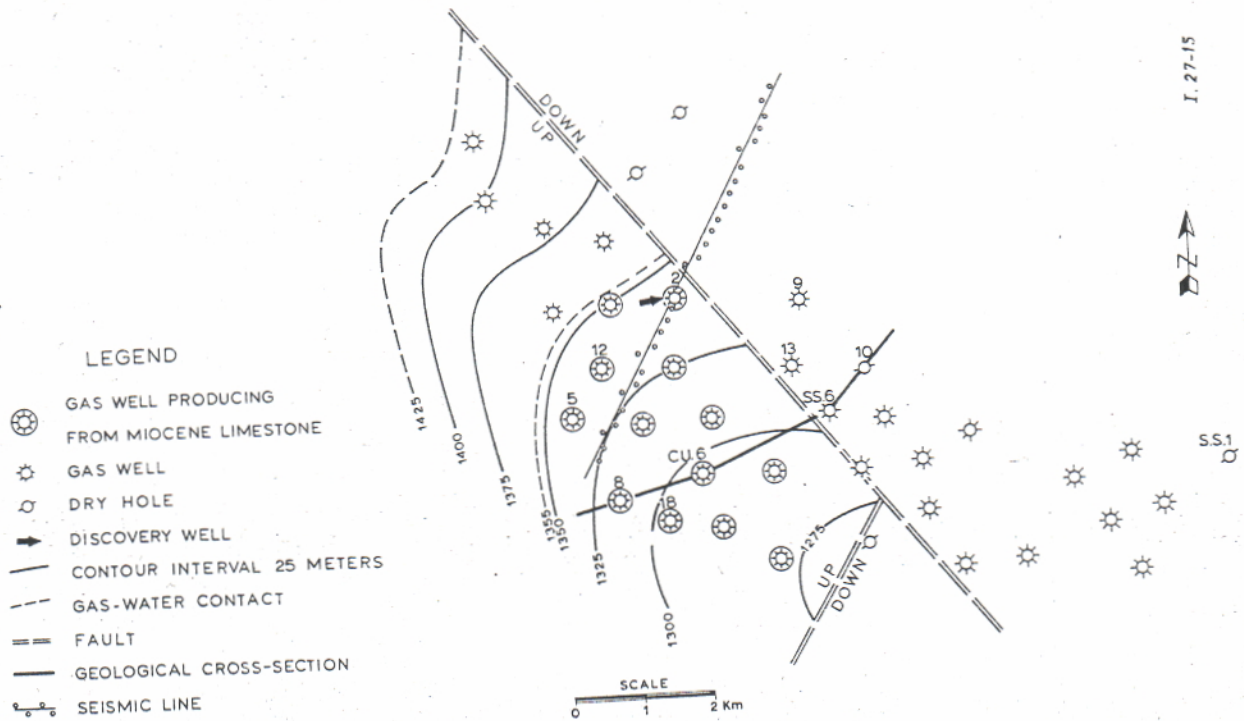 I. 27-15
DOWN
UP
N
2
9
12
13
10
5
SS.6
S.S.1
CU.6
8
18
1425
1400
1375
1355
1350
1325
1300
1275
UP
DOWN
LEGEND
GAS WELL PRODUCING
FROM MIOCENE LIMESTONE
GAS WELL
DRY HOLE
DISCOVERY WELL
CONTOUR INTERVAL 25 METERS
GAS-WATER CONTACT
FAULT
GEOLOGICAL CROSS-SECTION
SEISMIC LINE
SCALE
0 1 2 Km